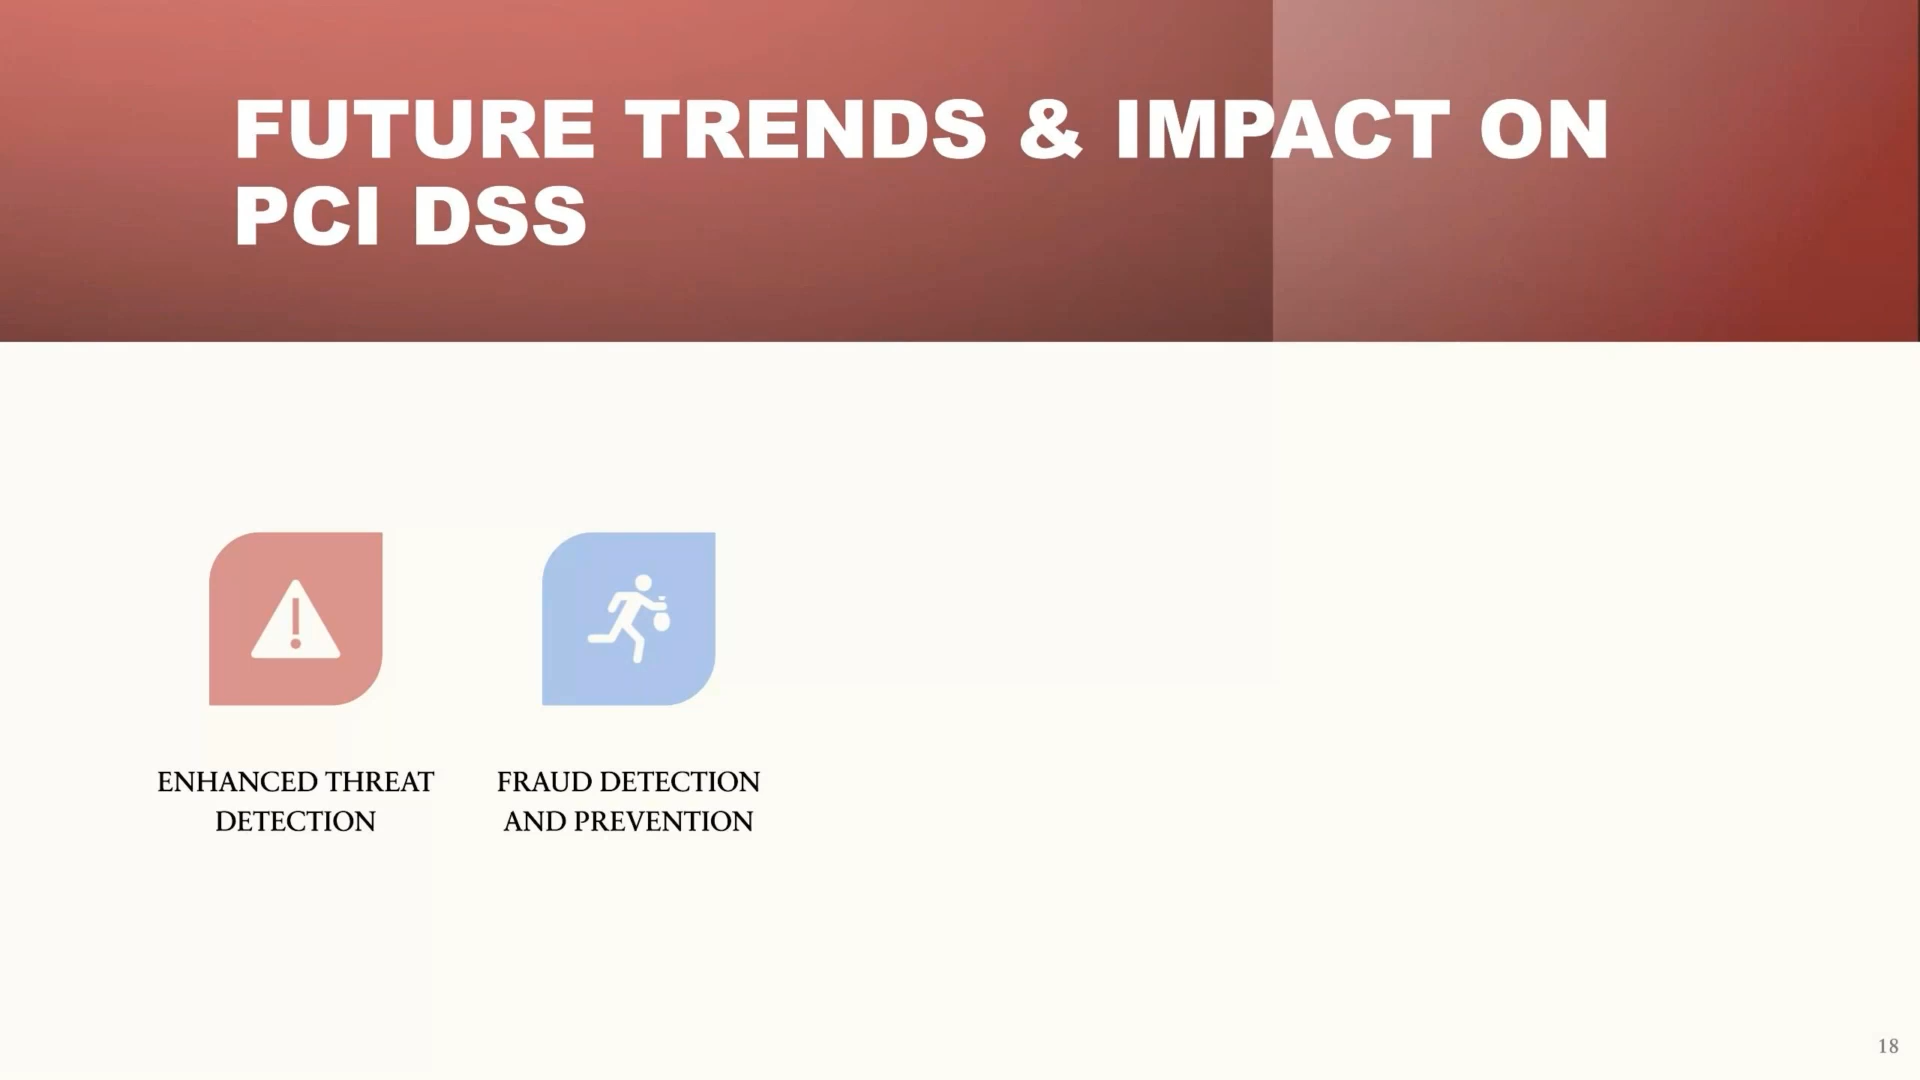 FUTURE TRENDS & IMPACT ON
PCI DSS
ENHANCED THREAT
DETECTION
FRAUD DETECTION
AND PREVENTION
18